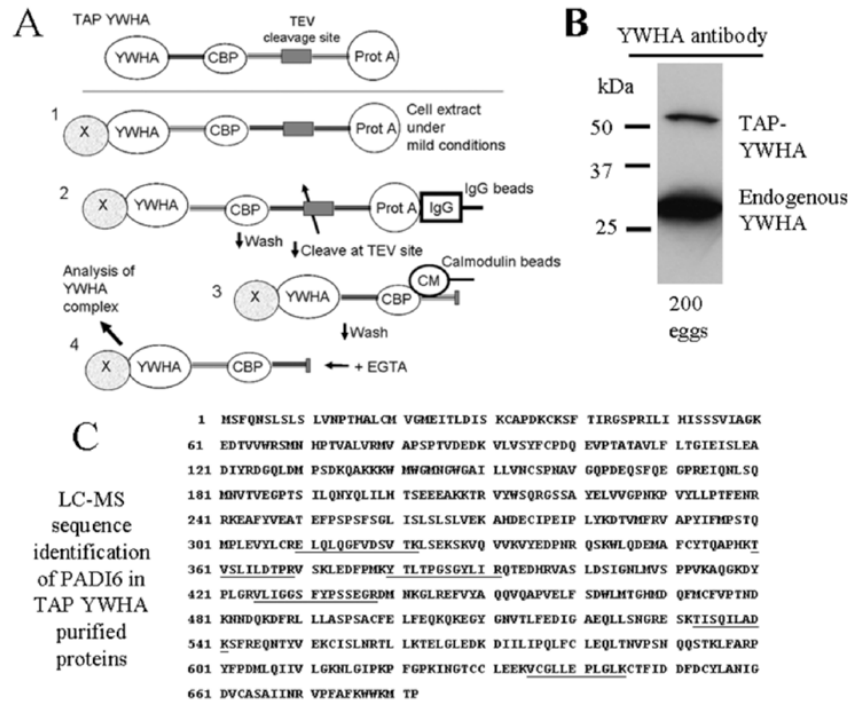 A
TAP YWHA
TEV
cleavage site
YWHA CBP Prot A
1 X YWHA CBP Prot A Cell extract
under
mild conditions
2 X YWHA CBP Prot A IgG IgG beads
Wash Cleave at TEV site
Calmodulin beads
3 X YWHA CBP CM
Wash
Analysis of
YWHA
complex
4 X YWHA CBP + EGTA
B
YWHA antibody
kDa
50
37
25
TAP-
YWHA
Endogenous
YWHA
200
eggs
C
LC-MS
sequence
identification
of PADI6 in
TAP YWHA
purified
proteins
1 MSFQNSLSLS LVNPTHALCM VGMEITLDIS KCAPDKCKSF TIRGSPRILI HISSSVIAGK
61 EDTVVWRSMN HPTVALVRMV APSPTVDEDK VLVSYFCPDQ EVPTATAVLF LTGIEISLEA
121 DIYRDGQLDM PSDKQAKKKW MWGMNGWGAI LLVNCSPNAV GQPDEQSFQE GPREIQNLSQ
181 MNVTVEGPTS ILQNYQLILH TSEEEAKKTR VYWSQRGSSA YELVVGPNKP VYLLPTFENR
241 RKEAFYVEAT EFPSPSFSGL ISLSLSLVEK AHDECIPEIP LYKDTVMFRV APYIFMPSTQ
301 MPLEVYLCRE LQLQGFVDSV TKLSEKSKVQ VVKVYEDPNR QSKWLQDEMA FCYTQAPHKT
361 VSLILDTPRV SKLEDFPMKY TLTPGSGYLI RQTEDHRVAS LDSIGNLMVS PPVKAQGKDY
421 PLGRVLIGGS FYPSSEGRDM NKGLREFVYA QQVQAPVELF SDWLMTGHMD QFMCFVPTND
481 KNNDQKDFRL LLASPSACFE LFEQKQKEGY GNVTLFEDIG AEQLLSNGRE SKTISQILAD
541 KSFREQNTYV EKCISLNRTL LKTELGLEDK DIILIPQLFC LEQLTNVPSN QQSTKLFARP
601 YFPDMLQIIV LGKNLGIPKP FGPKINGTCC LEEKVCGLLE PLGLKCTFID DFDCYLANIG
661 DVCASAIINR VPFAFKWWKM TP